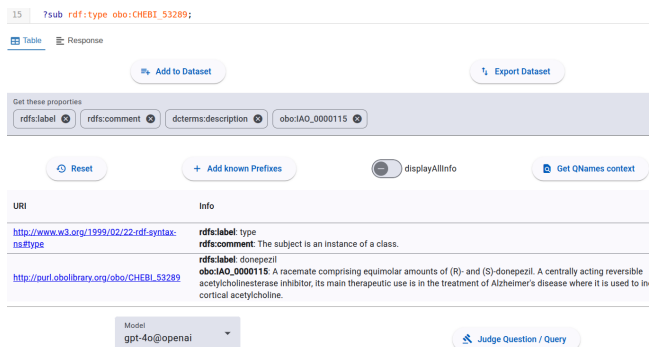 15 ?sub rdf:type obo:CHEBI_53289;
Table Response
Add to Dataset Export Dataset
Get these proporties
rdfs:label rdfs:comment dcterms:description obo:IAO_0000115
Reset Add known Prefixes displayAllInfo Get QNames context
URI Info
http://www.w3.org/1999/02/22-rdf-syntax- rdfs:label: type
ns#type rdfs:comment: The subject is an instance of a class.
rdfs:label: donepezil
obo:IAO_0000115: A racemate comprising equimolar amounts of (R)- and (S)-donepezil. A centrally acting reversible
http://purl.obolibrary.org/obo/CHEBI_53289 acetylcholinesterase inhibitor, its main therapeutic use is in the treatment of Alzheimer's disease where it is used to
cortical acetylcholine.
Model
gpt-4o@openai Judge Question / Query